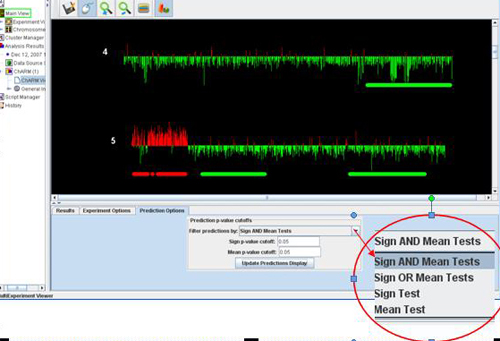 Main View
Experiment Vie
Chromosome
Cluster Manager
Analysis Results
Dec 12, 2007 1
Data Source (
ChARM (1)
ChARM Vie
General In
Script Manager
History
4
5
Results Experiment Options Prediction Options
Prediction p-value cutoffs
Filter predictions by: Sign AND Mean Tests
Sign p-value cutoff: 0.05
Mean p-value cutoff: 0.05
Update Predictions Display
Sign AND Mean Tests
Sign AND Mean Tests
Sign OR Mean Tests
Sign Test
Mean Test
Experiment Viewer